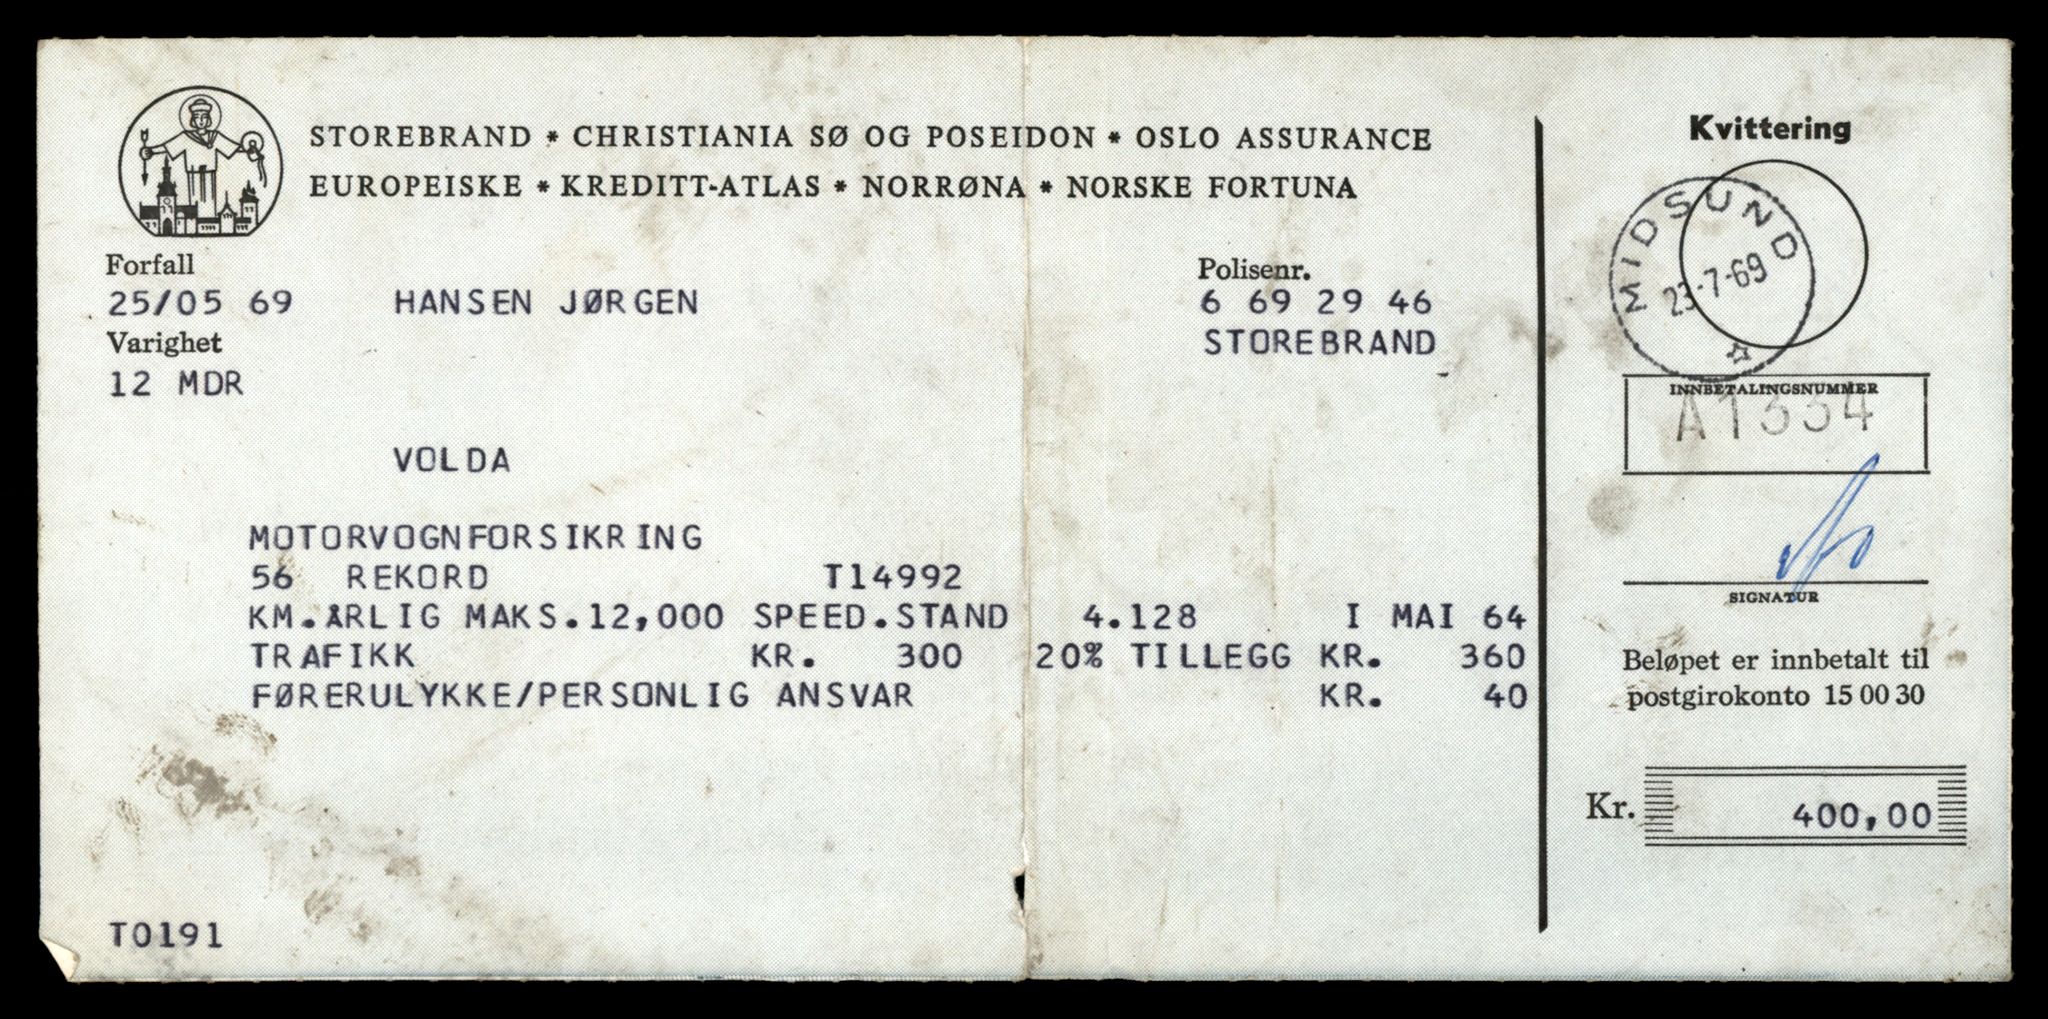 STOREBRAND * CHRISTIANIA SØ OG POSEIDON * OSLO ASSURANCE
EUROPEISKE * KREDITT-ATLAS * NORRØNA * NORSKE FORTUNA
Forfall
25/05 69 HANSEN JØRGEN
Varighet
12 MDR
Polisenr.
6 69 29 46
STOREBRAND
VOLDA
MOTORVOGNFORSIKRING
56 REKORD T14992
KM.ÅRLIG MAKS.12,000 SPEED.STAND 4.128 I MAI 64
TRAFIKK KR. 300 20% TILLEGG KR. 360
FØRERULYKKE/PERSONLIG ANSVAR KR. 40
T0191
Kvittering
MIDSUND
23-7-69
INNBETALINGSNUMMER
A1334
SIGNATUR
Beløpet er innbetalt til
postgirokonto 15 00 30
Kr. 400,00